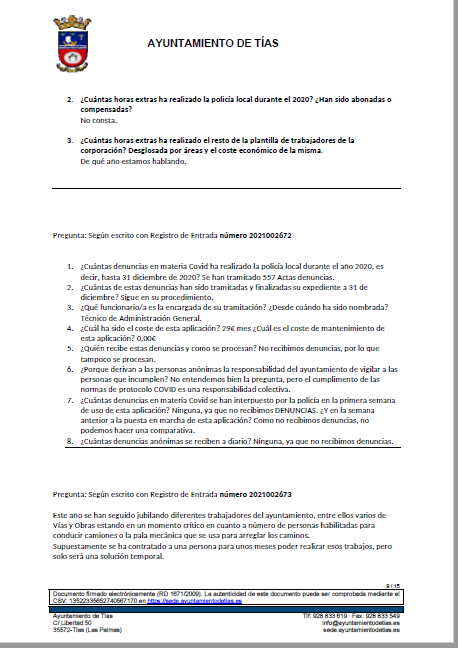 AYUNTAMIENTO DE TÍAS
2. ¿Cuántas horas extras ha realizado la policía local durante el 2020? ¿Han sido abonadas o
compensadas?
No consta.
3. ¿Cuántas horas extras ha realizado el resto de la plantilla de trabajadores de la
corporación? Desglosada por áreas y el coste económico de la misma.
De qué año estamos hablando.
Pregunta: Según escrito con Registro de Entrada número 2021002672
1. ¿Cuántas denuncias en materia Covid ha realizado la policía local durante el año 2020, es
decir, hasta 31 diciembre de 2020? Se han tramitado 557 Actas denuncias.
2. ¿Cuántas de estas denuncias han sido tramitadas y finalizadas su expediente a 31 de
diciembre? Sigue en su procedimiento.
3. ¿Qué funcionario/a es la encargada de su tramitación? ¿Desde cuándo ha sido nombrada?
Técnico de Administración General.
4. ¿Cuál ha sido el coste de esta aplicación? 29€ mes ¿Cuál es el coste de mantenimiento de
esta aplicación? 0,00€
5. ¿Quién recibe estas denuncias y como se procesan? No recibimos denuncias, por lo que
tampoco se procesan.
6. ¿Porque derivan a las personas anónimas la responsabilidad del ayuntamiento de vigilar a las
personas que incumplen? No entendemos bien la pregunta, pero el cumplimiento de las
normas de protocolo COVID es una responsabilidad colectiva.
7. ¿Cuántas denuncias en materia Covid se han interpuesto por la policía en la primera semana
de uso de esta aplicación? Ninguna, ya que no recibimos DENUNCIAS. ¿Y en la semana
anterior a la puesta en marcha de esta aplicación? Como no recibimos denuncias, no
podemos hacer una comparativa.
8. ¿Cuántas denuncias anónimas se reciben a diario? Ninguna, ya que no recibimos denuncias.
Pregunta: Según escrito con Registro de Entrada número 2021002673
Este año se han seguido jubilando diferentes trabajadores del ayuntamiento, entre ellos varios de
Vías y Obras estando en un momento crítico en cuanto a número de personas habilitadas para
conducir camiones o la pala mecánica que se usa para arreglar los caminos.
Supuestamente se ha contratado a una persona para unos meses poder realizar esos trabajos, pero
solo será una solución temporal.
9 / 15
Documento firmado electrónicamente (RD 1671/2009). La autenticidad de este documento puede ser comprobada mediante el
CSV: 13522335652740567170 en https://sede.ayuntamientodetias.es
Ayuntamiento de Tías Tlf: 928 833 619 · Fax: 928 833 549
C/ Libertad 50 info@ayuntamientodetias.es
35572-Tías (Las Palmas) sede.ayuntamientodetias.es